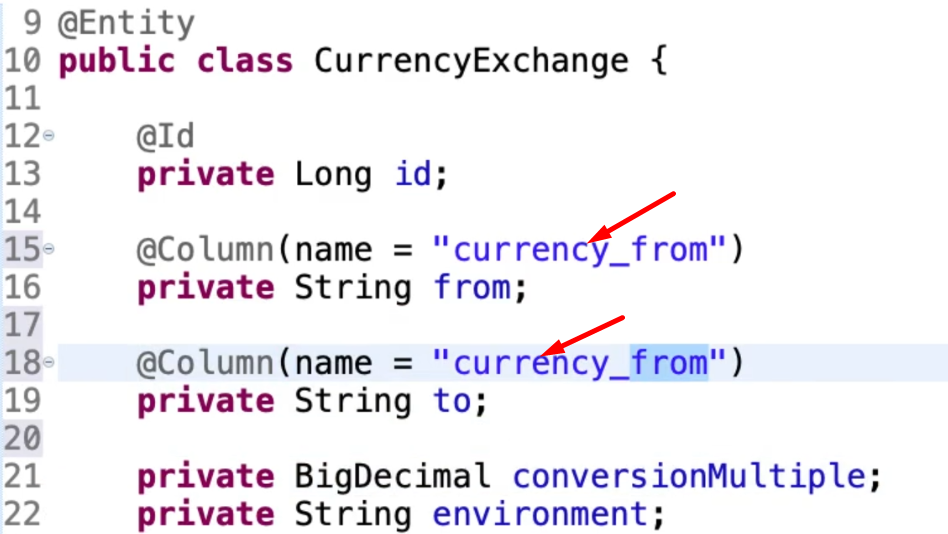 9 @Entity
10 public class CurrencyExchange {
11
12 @Id
13 private Long id;
14
15 @Column(name = "currency_from")
16 private String from;
17
18 @Column(name = "currency_from")
19 private String to;
20
21 private BigDecimal conversionMultiple;
22 private String environment;